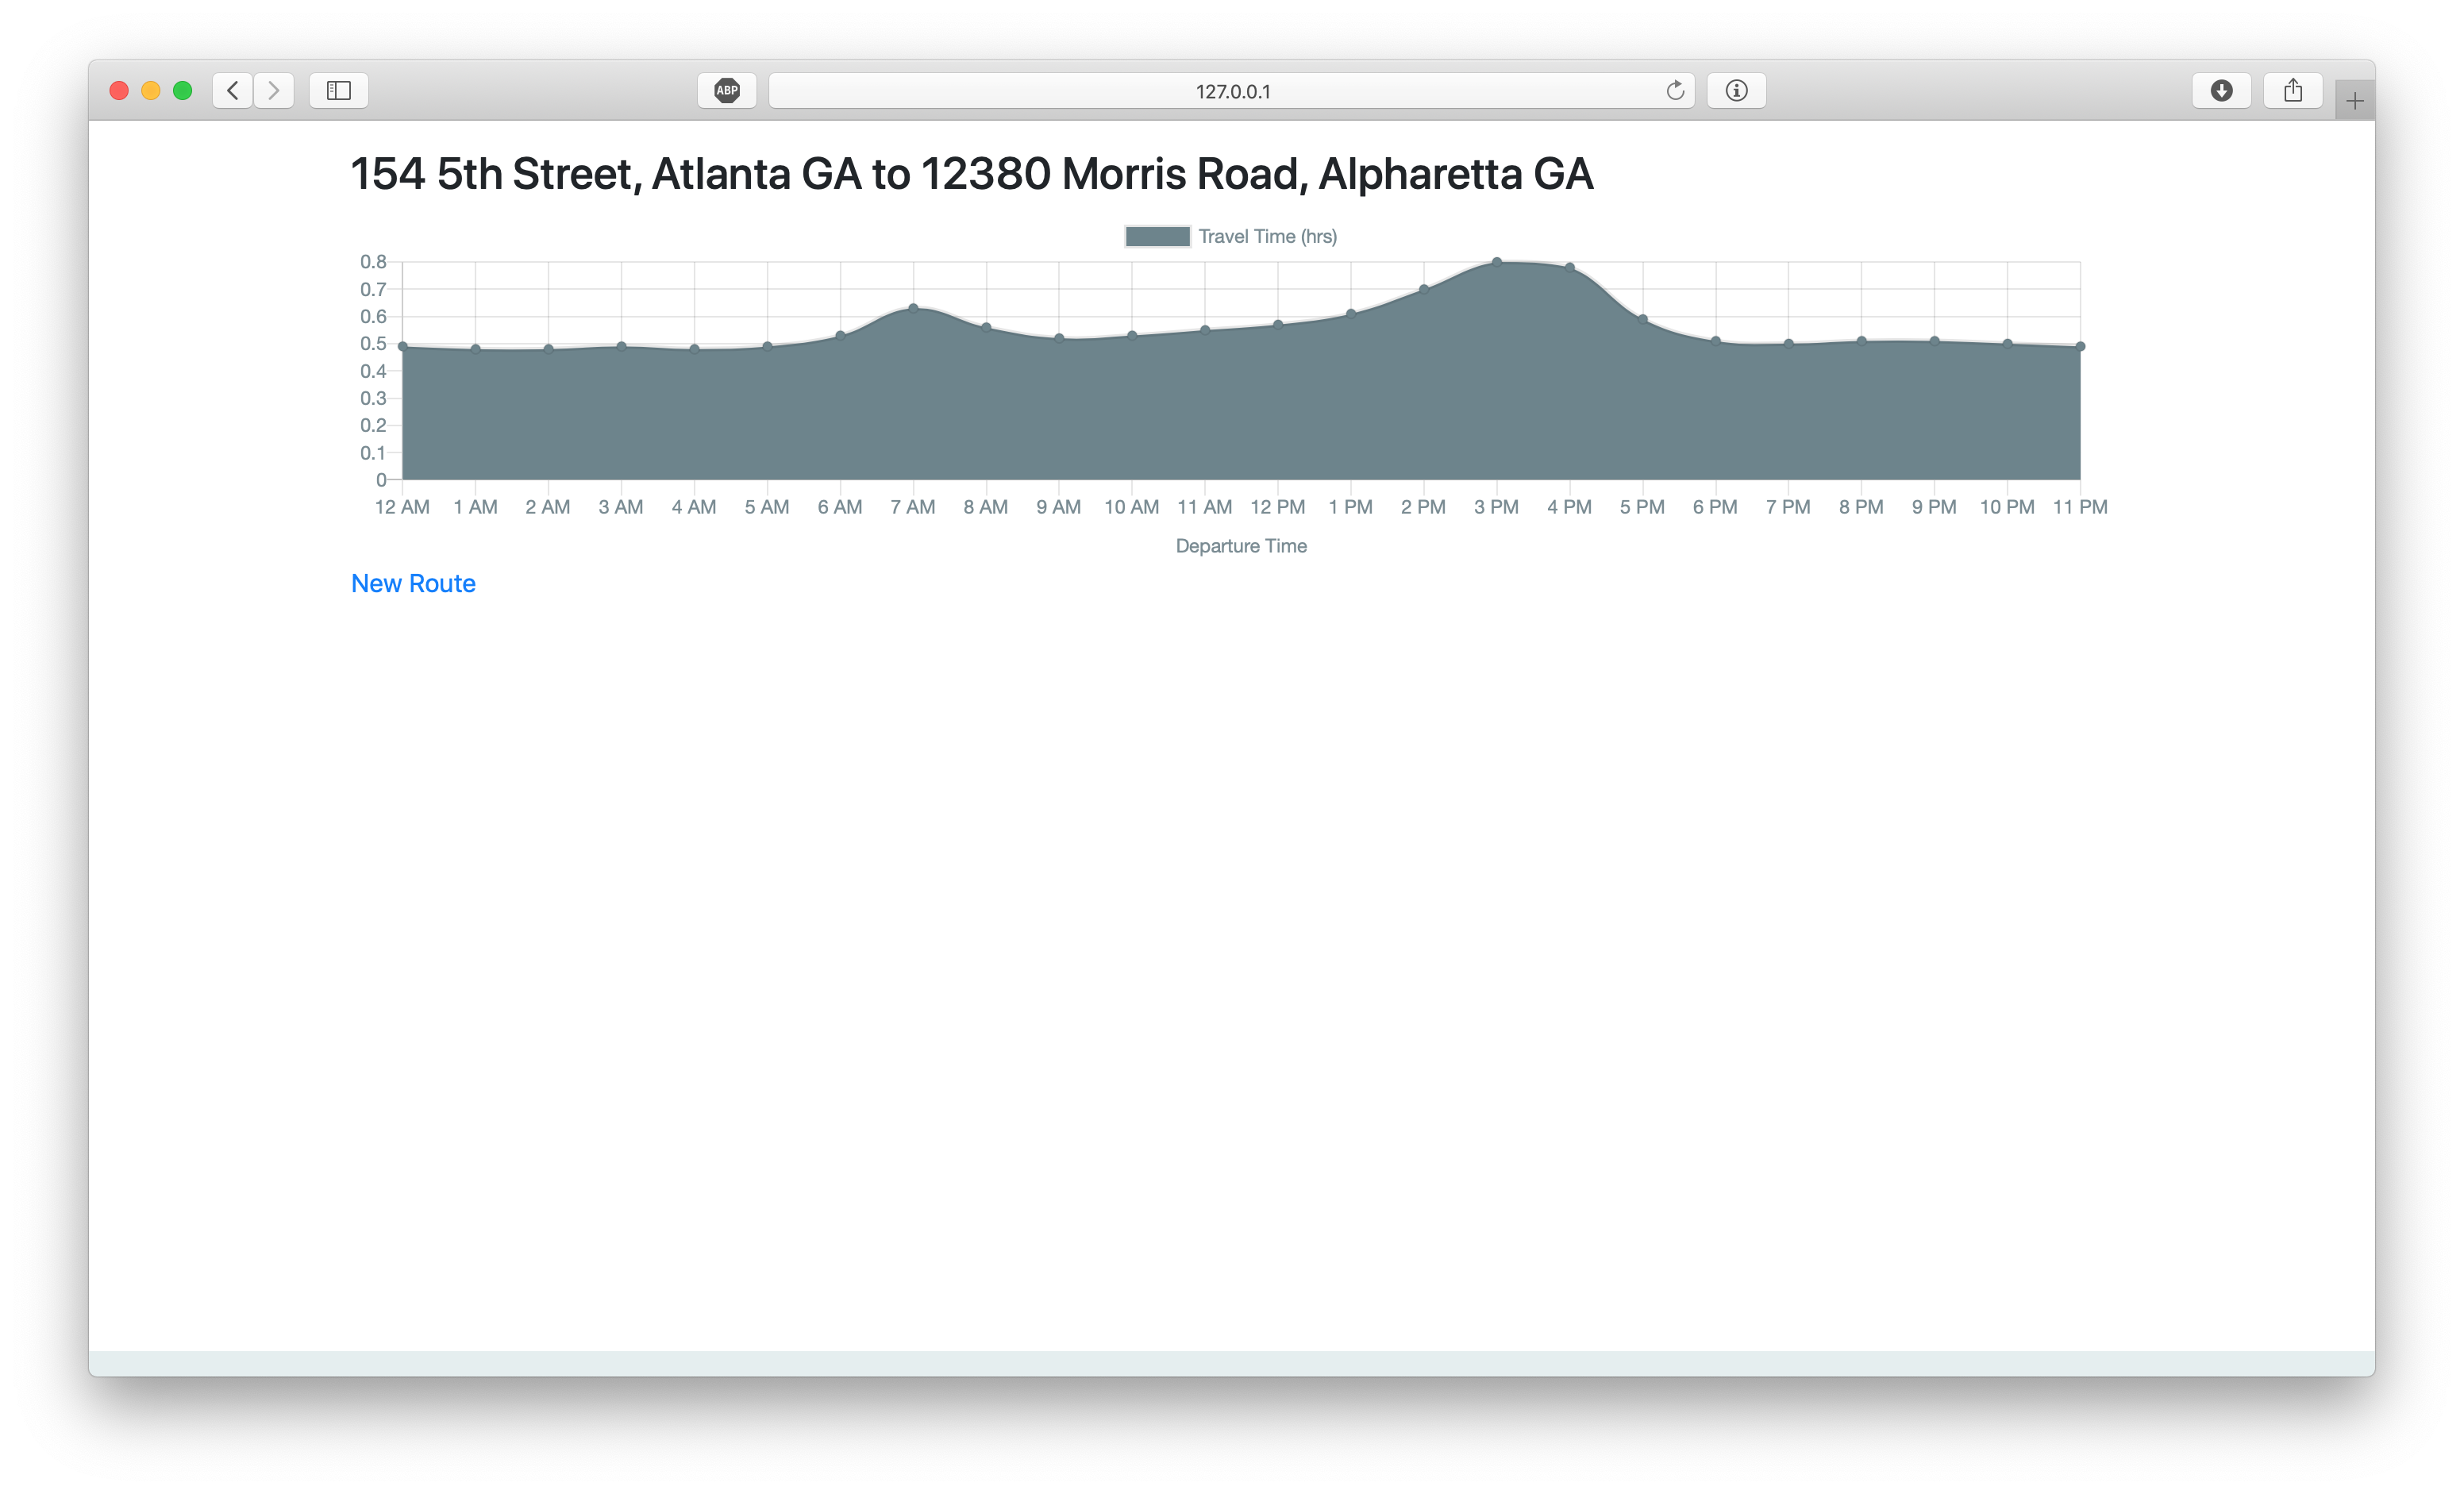 ABP
127.0.0.1
154 5th Street, Atlanta GA to 12380 Morris Road, Alpharetta GA
Travel Time (hrs)
0.8
0.7
0.6
0.5
0.4
0.3
0.2
0.1
0
12 AM 1 AM 2 AM 3 AM 4 AM 5 AM 6 AM 7 AM 8 AM 9 AM 10 AM 11 AM 12 PM 1 PM 2 PM 3 PM 4 PM 5 PM 6 PM 7 PM 8 PM 9 PM 10 PM 11 PM
Departure Time
New Route